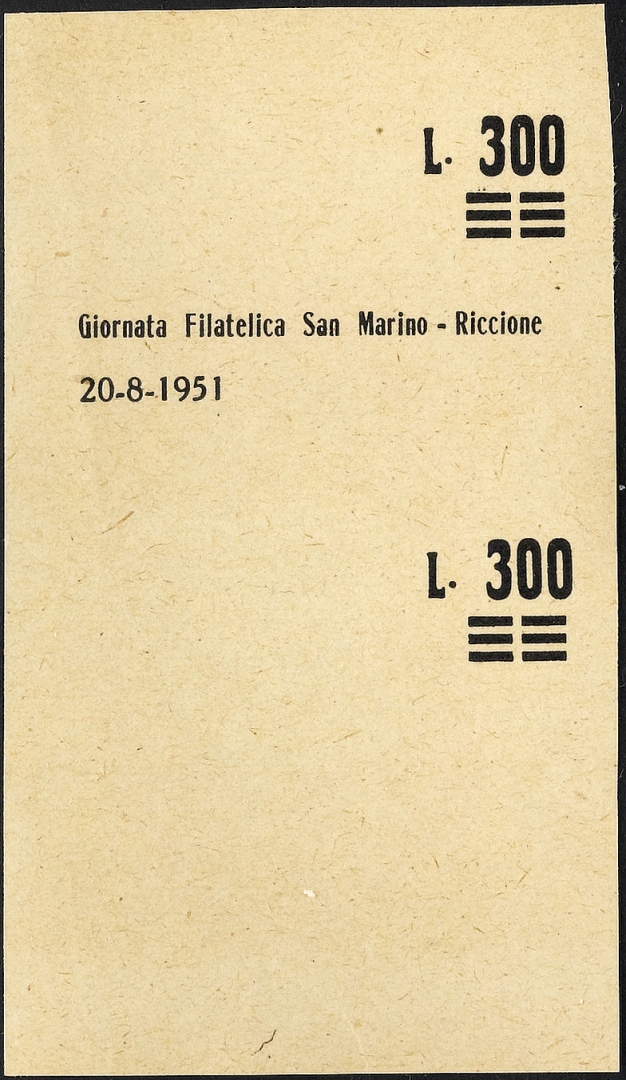 L. 300
Giornata Filatelica San Marino - Riccione
20-8-1951
L. 300